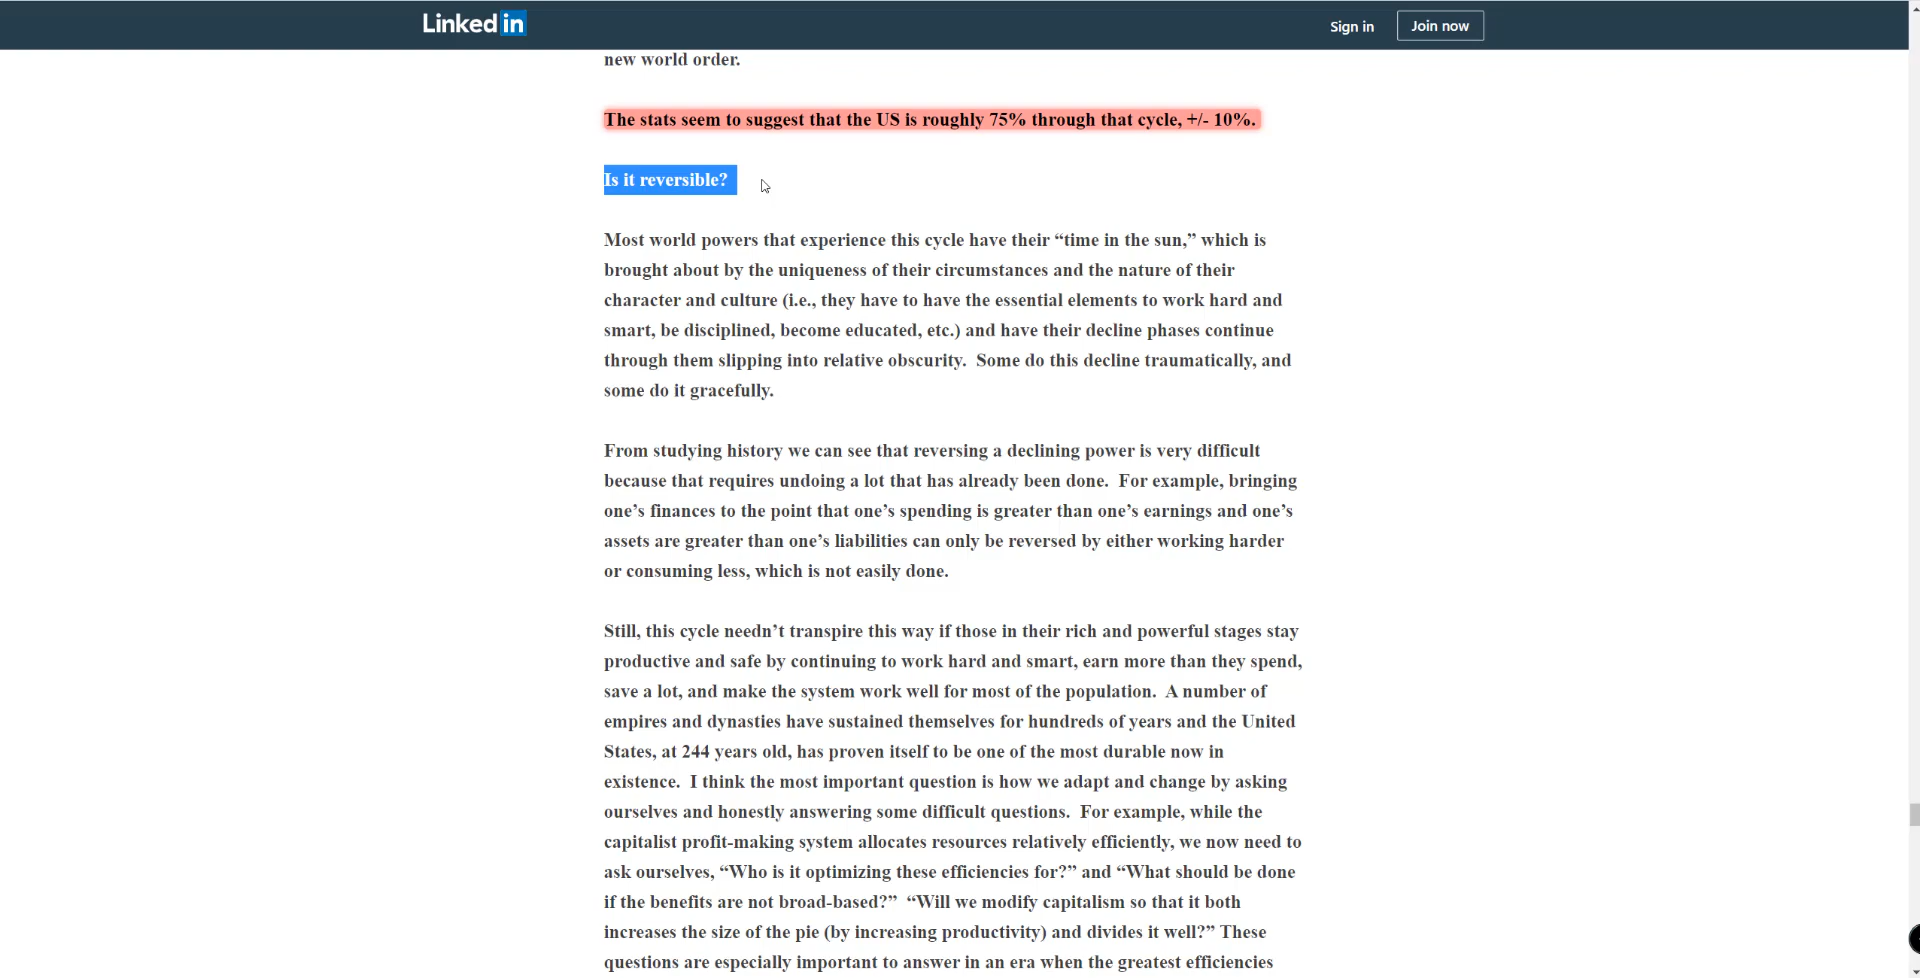 LinkedIn
Sign in
Join now
new world order.
The stats seem to suggest that the US is roughly 75% through that cycle, +/- 10%.
Is it reversible?
Most world powers that experience this cycle have their “time in the sun,” which is
brought about by the uniqueness of their circumstances and the nature of their
character and culture (i.e., they have to have the essential elements to work hard and
smart, be disciplined, become educated, etc.) and have their decline phases continue
through them slipping into relative obscurity.  Some do this decline traumatically, and
some do it gracefully.
From studying history we can see that reversing a declining power is very difficult
because that requires undoing a lot that has already been done.  For example, bringing
one’s finances to the point that one’s spending is greater than one’s earnings and one’s
assets are greater than one’s liabilities can only be reversed by either working harder
or consuming less, which is not easily done.
Still, this cycle needn’t transpire this way if those in their rich and powerful stages stay
productive and safe by continuing to work hard and smart, earn more than they spend,
save a lot, and make the system work well for most of the population.  A number of
empires and dynasties have sustained themselves for hundreds of years and the United
States, at 244 years old, has proven itself to be one of the most durable now in
existence.  I think the most important question is how we adapt and change by asking
ourselves and honestly answering some difficult questions.  For example, while the
capitalist profit-making system allocates resources relatively efficiently, we now need to
ask ourselves, “Who is it optimizing these efficiencies for?” and “What should be done
if the benefits are not broad-based?”  “Will we modify capitalism so that it both
increases the size of the pie (by increasing productivity) and divides it well?” These
questions are especially important to answer in an era when the greatest efficiencies